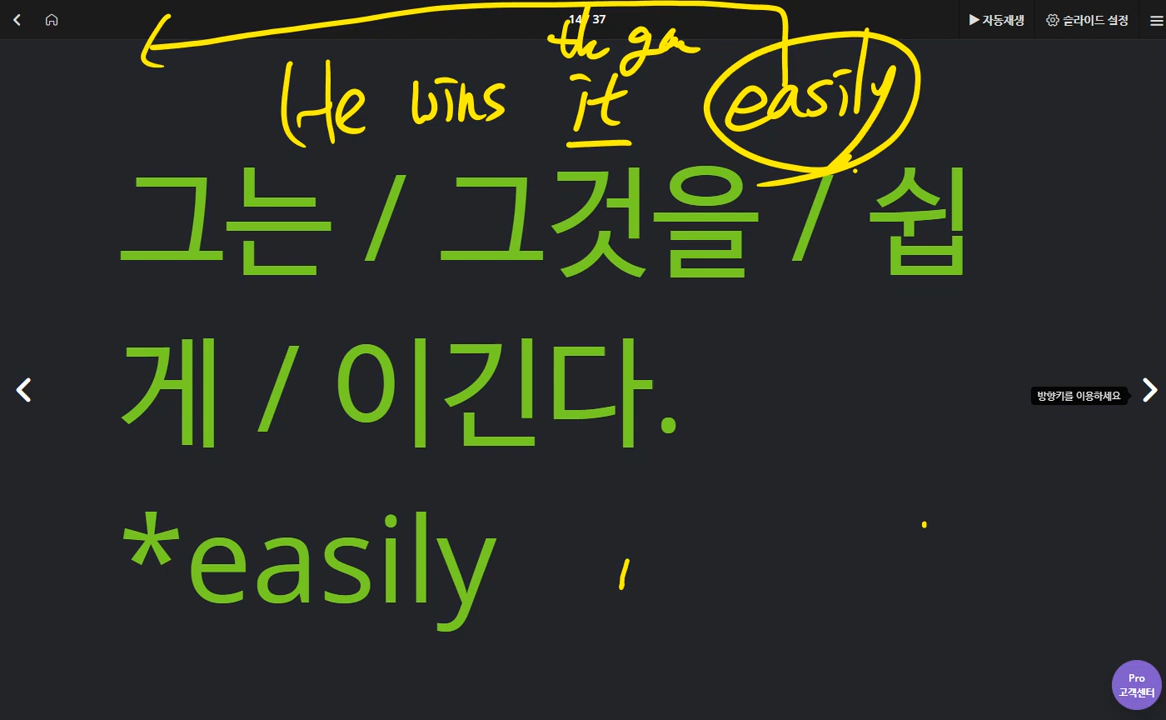 14 / 37
자동재생
슬라이드 설정
the gam
He wins it easily
그는 / 그것을 / 쉽
게 / 이긴다.
*easily
방향키를 이용하세요
Pro
고객센터